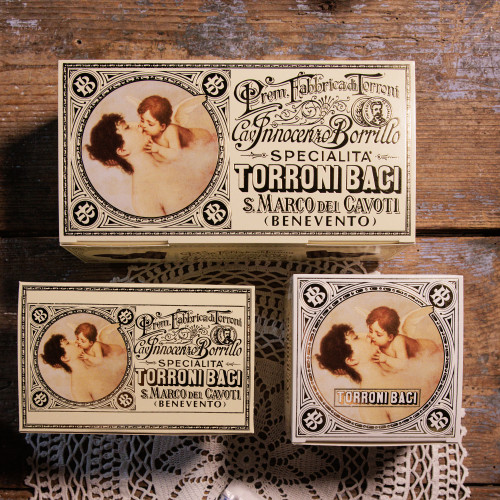 Prem. Fabbrica di Torroni
Cav. Innocenzo Borrillo
SPECIALITA'
TORRONI BACI
S. MARCO DEI CAVOTI
(BENEVENTO)
Prem. Fabbrica di Torroni
Cav. Innocenzo Borrillo
SPECIALITA'
TORRONI BACI
S. MARCO DEI CAVOTI
(BENEVENTO)
TORRONI BACI